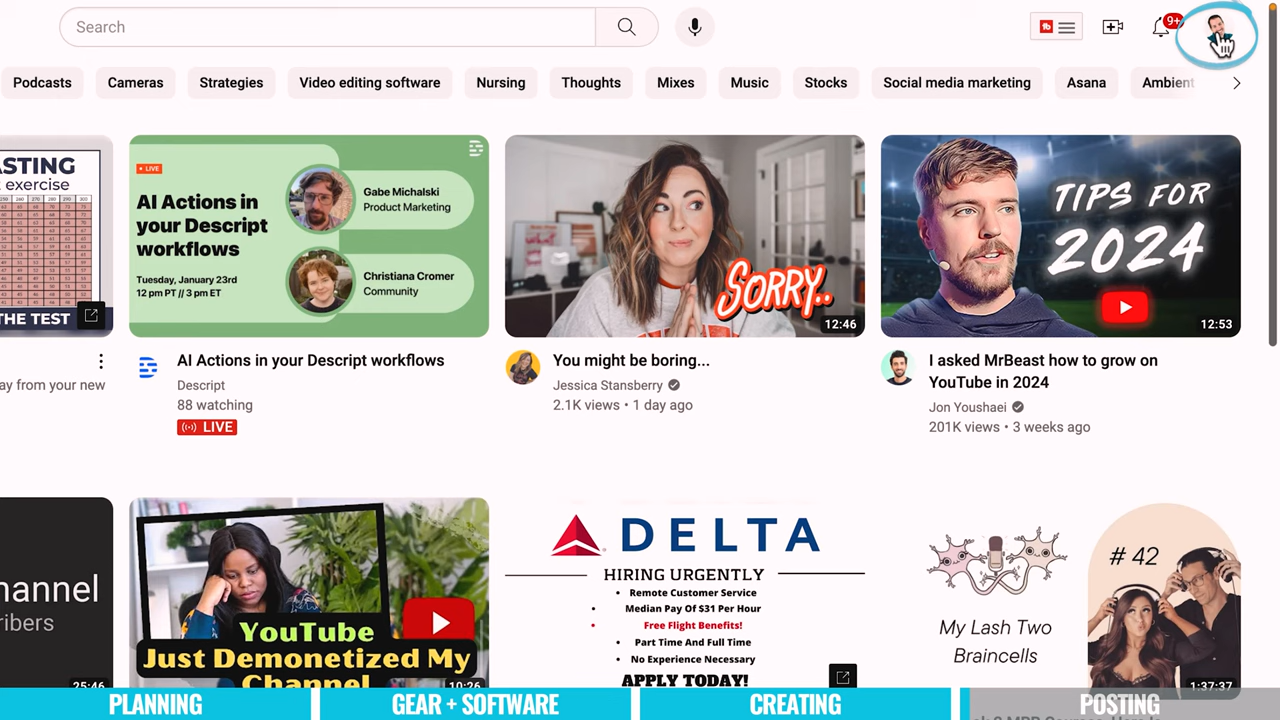 Search
9+
Podcasts
Cameras
Strategies
Video editing software
Nursing
Thoughts
Mixes
Music
Stocks
Social media marketing
Asana
Ambient
ASTING
exercise
THE TEST
ay from your new
LIVE
AI Actions in
your Descript
workflows
Tuesday, January 23rd
12 pm PT // 3 pm ET
Gabe Michalski
Product Marketing
Christiana Cromer
Community
AI Actions in your Descript workflows
Descript
88 watching
LIVE
SORRY..
12:46
You might be boring...
Jessica Stansberry
2.1K views • 1 day ago
TIPS FOR
2024
12:53
I asked MrBeast how to grow on
YouTube in 2024
Jon Youshaei
201K views • 3 weeks ago
hannel
ribers
25:46
YouTube
Just Demonetized My
Channel
10:26
DELTA
HIRING URGENTLY
• Remote Customer Service
• Median Pay Of $31 Per Hour
• Free Flight Benefits!
• Part Time And Full Time
• No Experience Necessary
APPLY TODAY!
# 42
My Lash Two
Braincells
1:37:37
PLANNING
GEAR + SOFTWARE
CREATING
POSTING